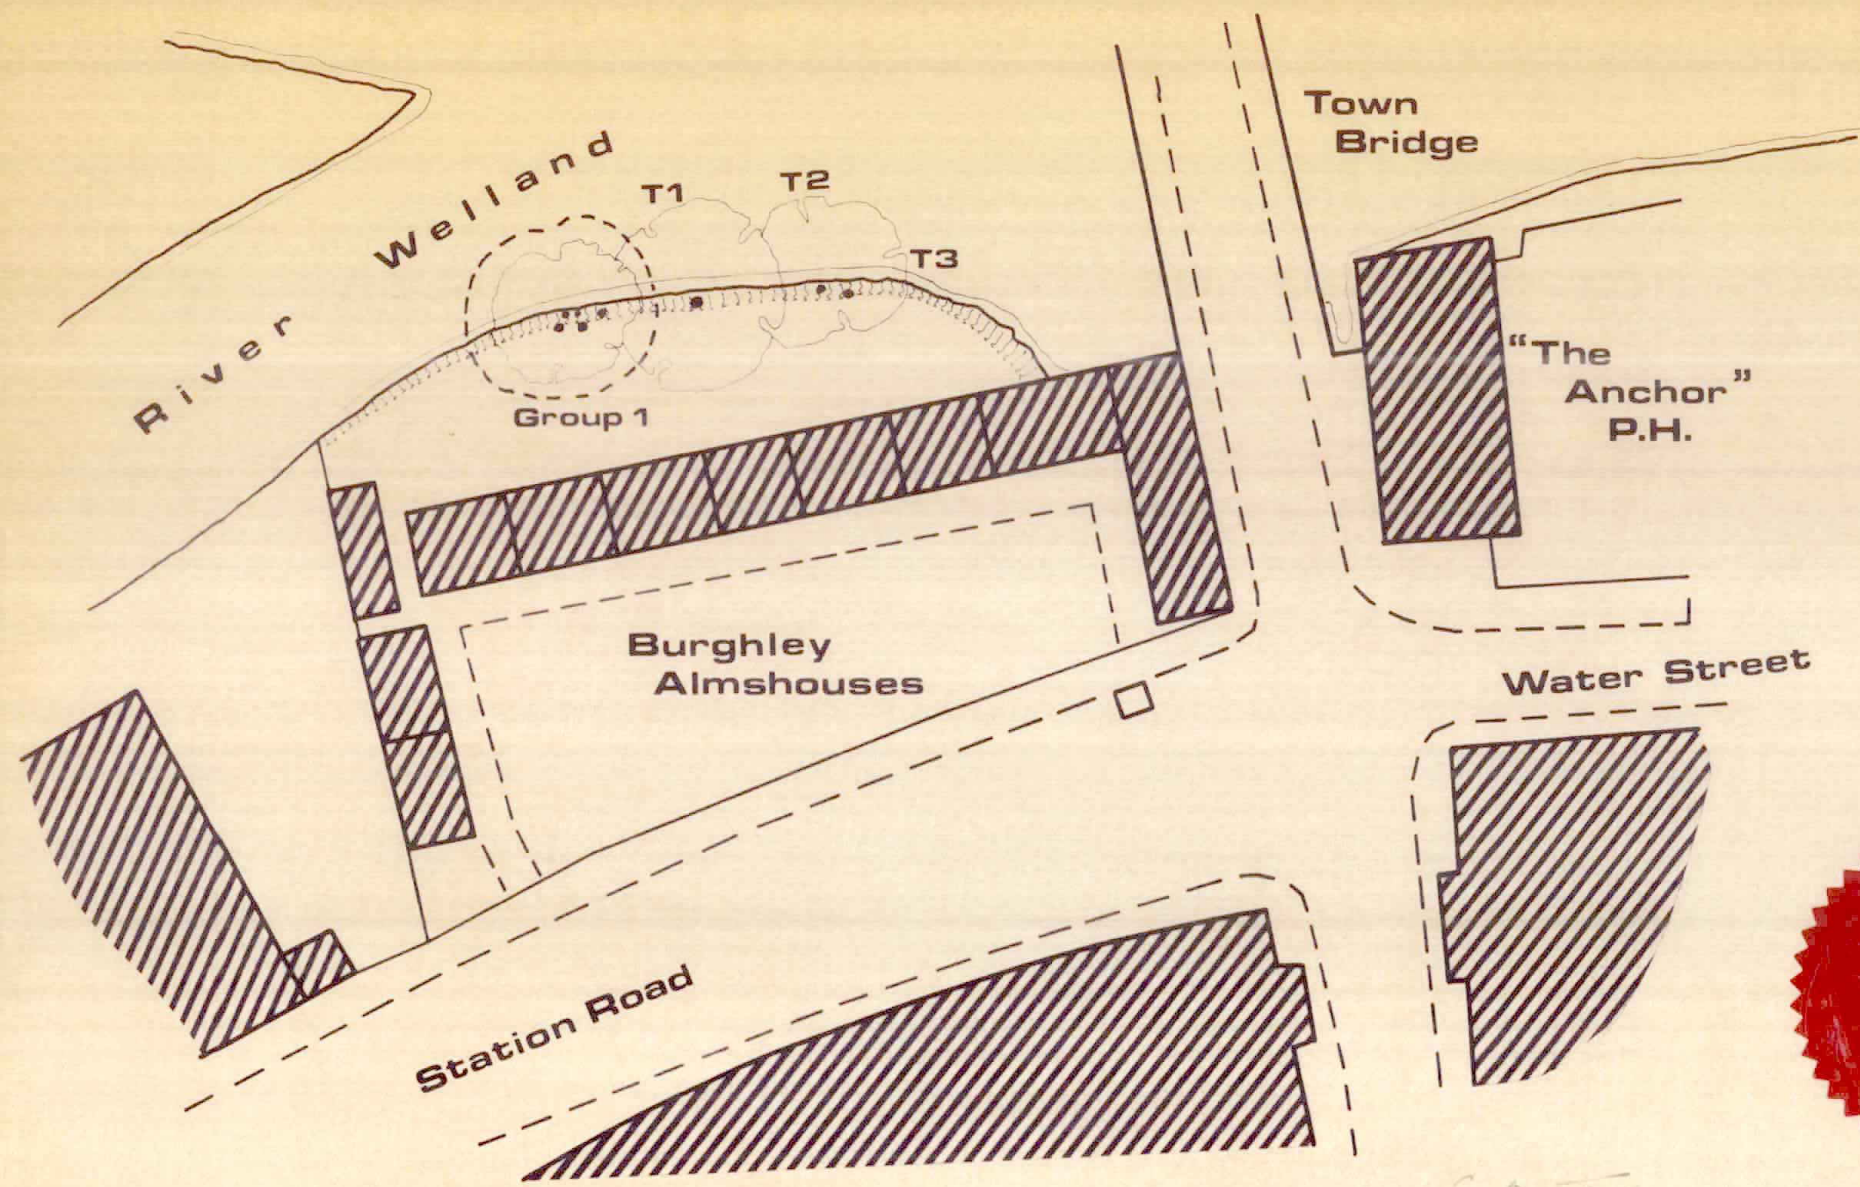 Town
Bridge
River Welland
T1
T2
T3
Group 1
“The
Anchor”
P.H.
Burghley
Almshouses
Water Street
Station Road